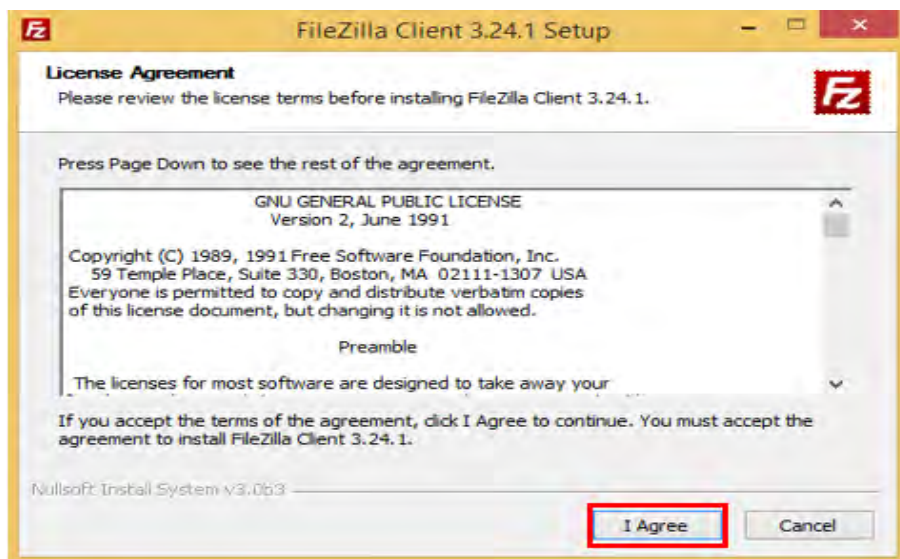 Fz
FileZilla Client 3.24.1 Setup
License Agreement
Please review the license terms before installing FileZilla Client 3.24.1.
Fz
Press Page Down to see the rest of the agreement.
GNU GENERAL PUBLIC LICENSE
Version 2, June 1991
Copyright (C) 1989, 1991 Free Software Foundation, Inc.
59 Temple Place, Suite 330, Boston, MA 02111-1307 USA
Everyone is permitted to copy and distribute verbatim copies
of this license document, but changing it is not allowed.
Preamble
The licenses for most software are designed to take away your
If you accept the terms of the agreement, click I Agree to continue. You must accept the
agreement to install FileZilla Client 3.24.1.
Nullsoft Install System v3.0b3
I Agree
Cancel